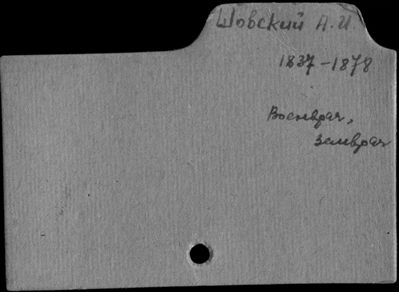 Шовский А.И.
1837-1878
Военврач,
Земврач